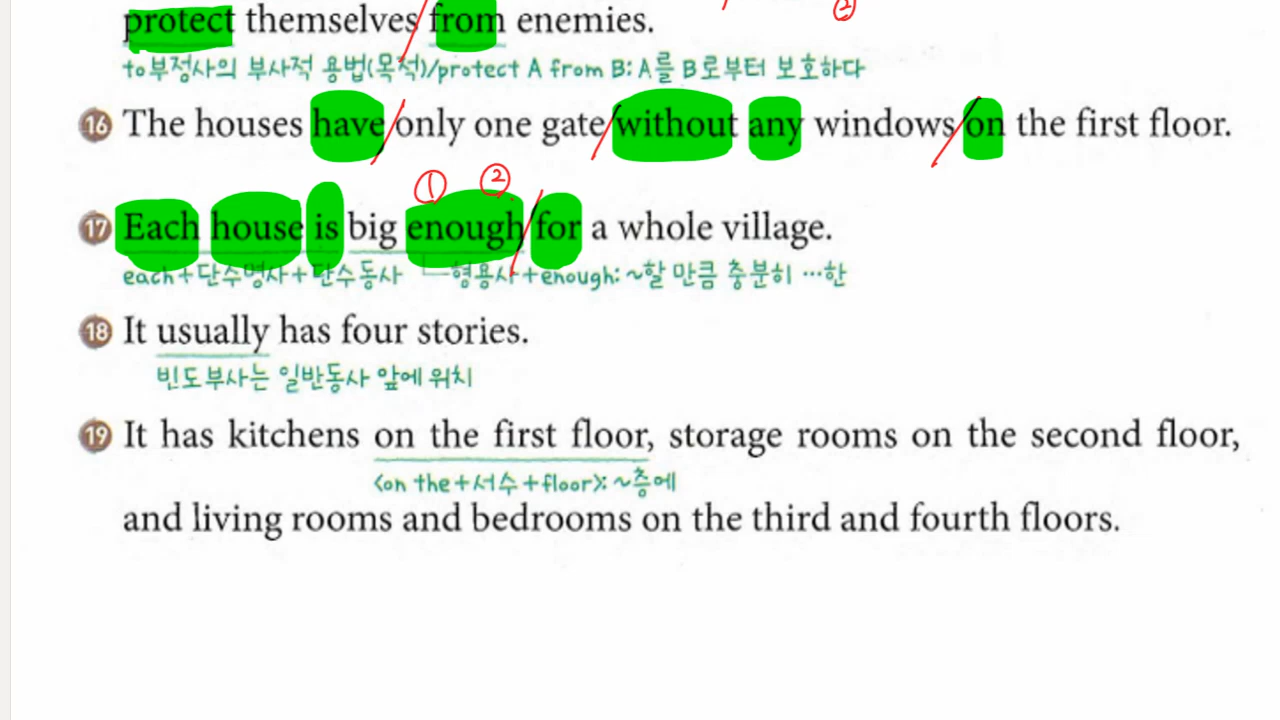 protect themselves from enemies.
②
to부정사의 부사적 용법(목적)/protect A from B: A를 B로부터 보호하다
16 The houses have only one gate without any windows on the first floor.
① ②
17 Each house is big enough for a whole village.
each+단수명사+단수동사 형용사+enough: ~할 만큼 충분히 …한
18 It usually has four stories.
빈도부사는 일반동사 앞에 위치
19 It has kitchens on the first floor, storage rooms on the second floor,
<on the+서수+floor>: ~층에
and living rooms and bedrooms on the third and fourth floors.